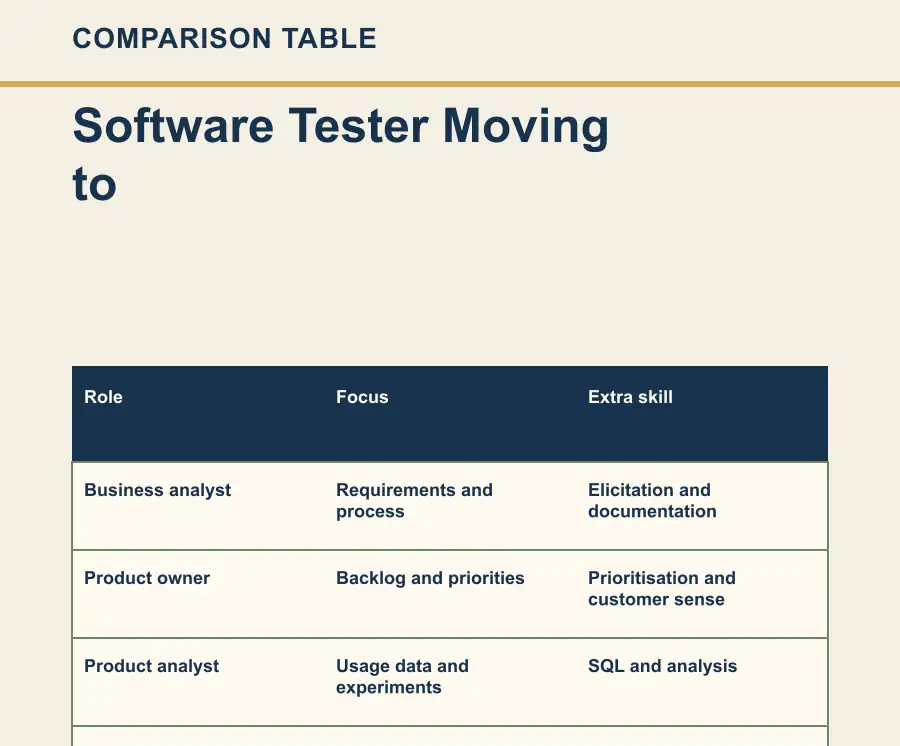 COMPARISON TABLE
Software Tester Moving
to
Role Focus Extra skill
Business analyst Requirements and process Elicitation and documentation
Product owner Backlog and priorities Prioritisation and customer sense
Product analyst Usage data and experiments SQL and analysis